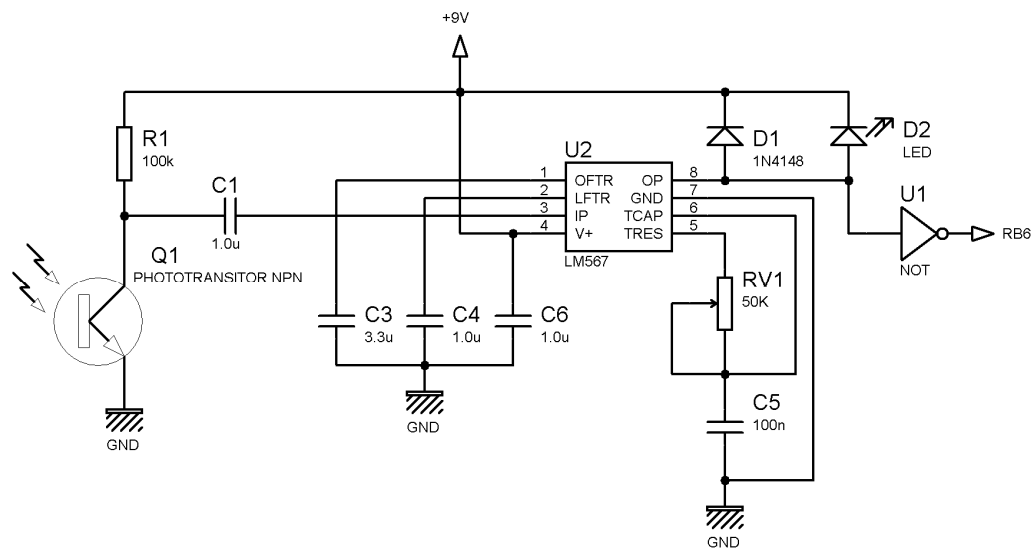 +9V
R1
100k
C1
1.0u
Q1
PHOTOTRANSITOR NPN
GND
U2
1
2
3
4
OFTR
LFTR
IP
V+
OP
GND
TCAP
TRES
8
7
6
5
LM567
C3
3.3u
C4
1.0u
C6
1.0u
GND
D1
1N4148
D2
LED
U1
NOT
RB6
RV1
50K
C5
100n
GND